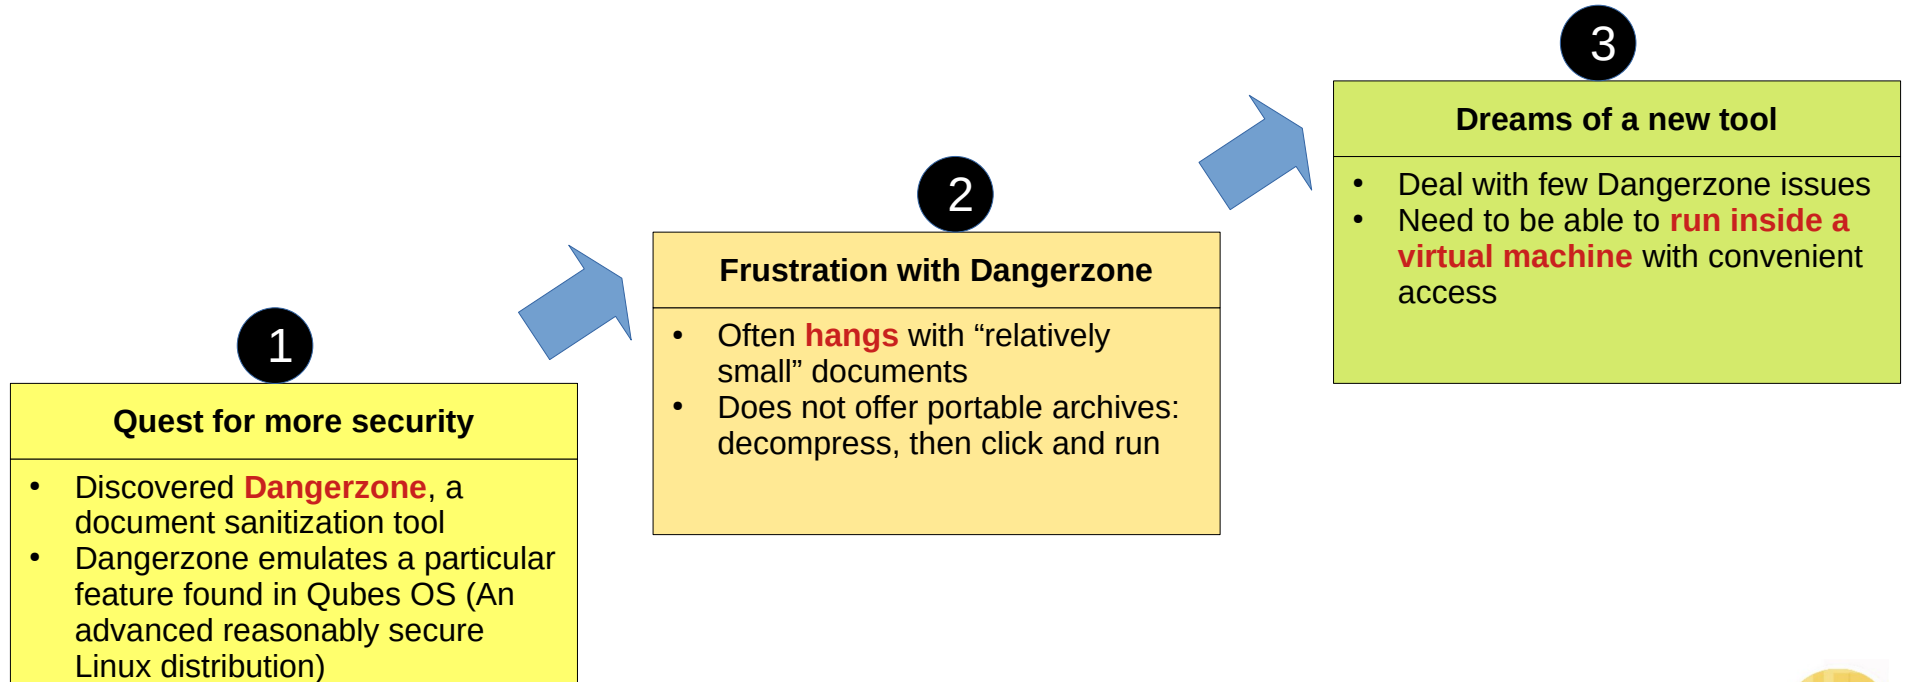 1
Quest for more security
• Discovered Dangerzone, a
document sanitization tool
• Dangerzone emulates a particular
feature found in Qubes OS (An
advanced reasonably secure
Linux distribution)
2
Frustration with Dangerzone
• Often hangs with “relatively
small” documents
• Does not offer portable archives:
decompress, then click and run
3
Dreams of a new tool
• Deal with few Dangerzone issues
• Need to be able to run inside a
virtual machine with convenient
access